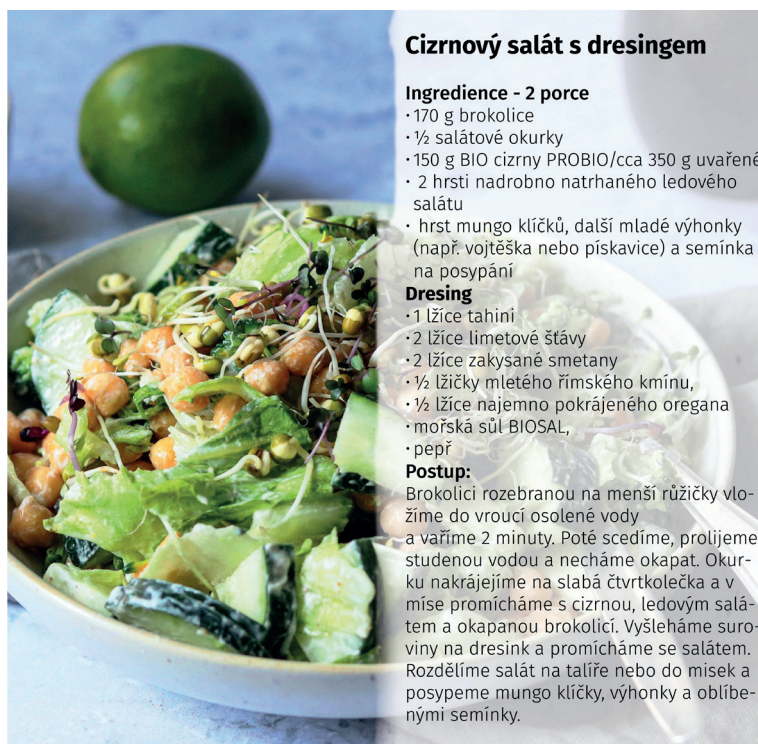 Cizrnový salát s dresingem
Ingredience - 2 porce
· 170 g brokolice
· ½ salátové okurky
· 150 g BIO cizrny PROBIO/cca 350 g uvařené
· 2 hrsti nadrobno natrhaného ledového
salátu
· hrst mungo klíčků, další mladé výhonky
(např. vojtěška nebo pískavice) a semínka
na posypání
Dresing
· 1 lžíce tahini
· 2 lžíce limetové šťávy
· 2 lžíce zakysané smetany
· ½ lžičky mletého římského kmínu,
· ½ lžíce najemno pokrájeného oregana
· mořská sůl BIOSAL,
· pepř
Postup:
Brokolici rozebranou na menší růžičky vlo-
žíme do vroucí osolené vody
a vaříme 2 minuty. Poté scedíme, prolijeme
studenou vodou a necháme okapat. Okur-
ku nakrájejíme na slabá čtvrtkolečka a v
míse promícháme s cizrnou, ledovým salá-
tem a okapanou brokolicí. Vyšleháme suro-
viny na dresink a promícháme se salátem.
Rozdělíme salát na talíře nebo do misek a
posypeme mungo klíčky, výhonky a oblíbe-
nými semínky.